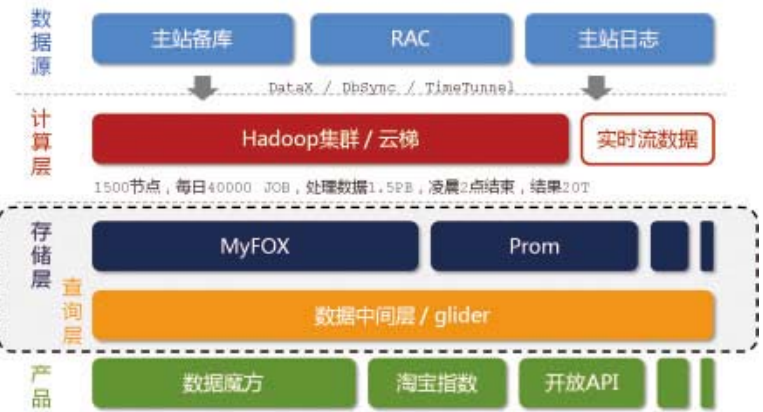 数据源
主站备库 RAC 主站日志
DataX / DbSync / TimeTunnel
计算层
Hadoop集群 / 云梯 实时流数据
1500节点，每日40000 JOB，处理数据1.5PB，凌晨2点结束，结果20T
存储层
MyFOX Prom
查询层
数据中间层 / glider
产品
数据魔方 淘宝指数 开放API